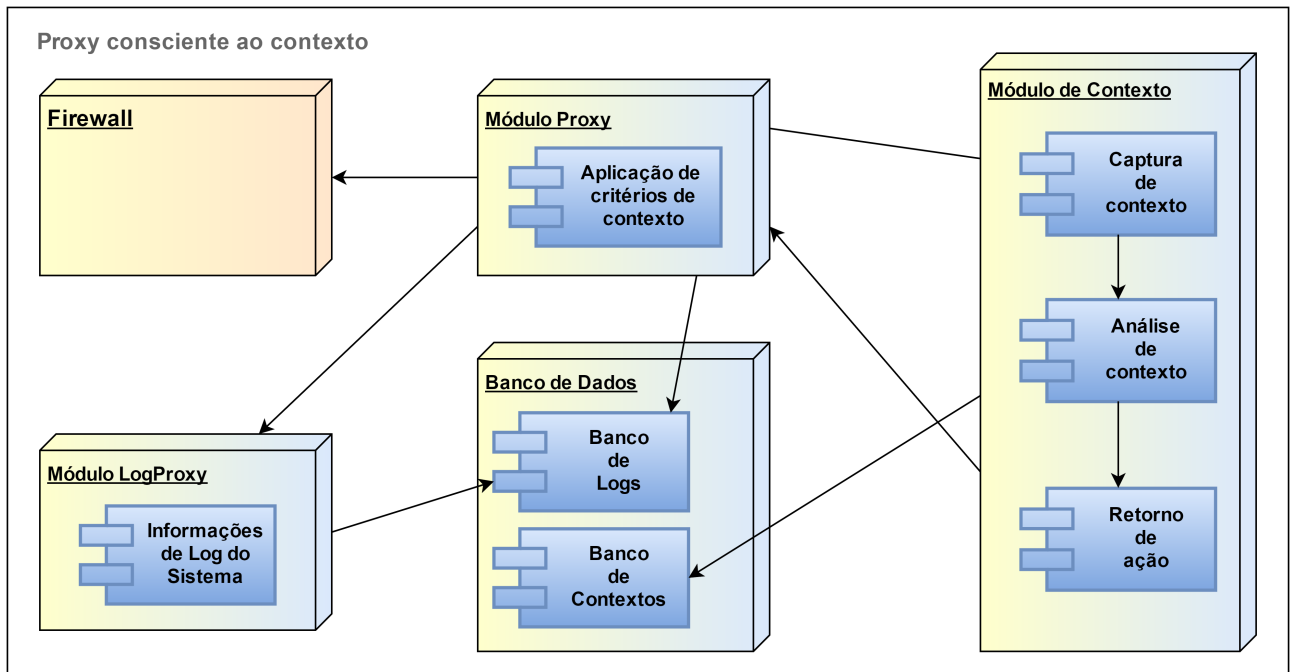 Proxy consciente ao contexto
Firewall
Módulo Proxy
Aplicação de
critérios de
contexto
Módulo de Contexto
Captura
de
contexto
Análise
de
contexto
Retorno
de
ação
Banco de Dados
Banco
de
Logs
Banco
de
Contextos
Módulo LogProxy
Informações
de Log do
Sistema